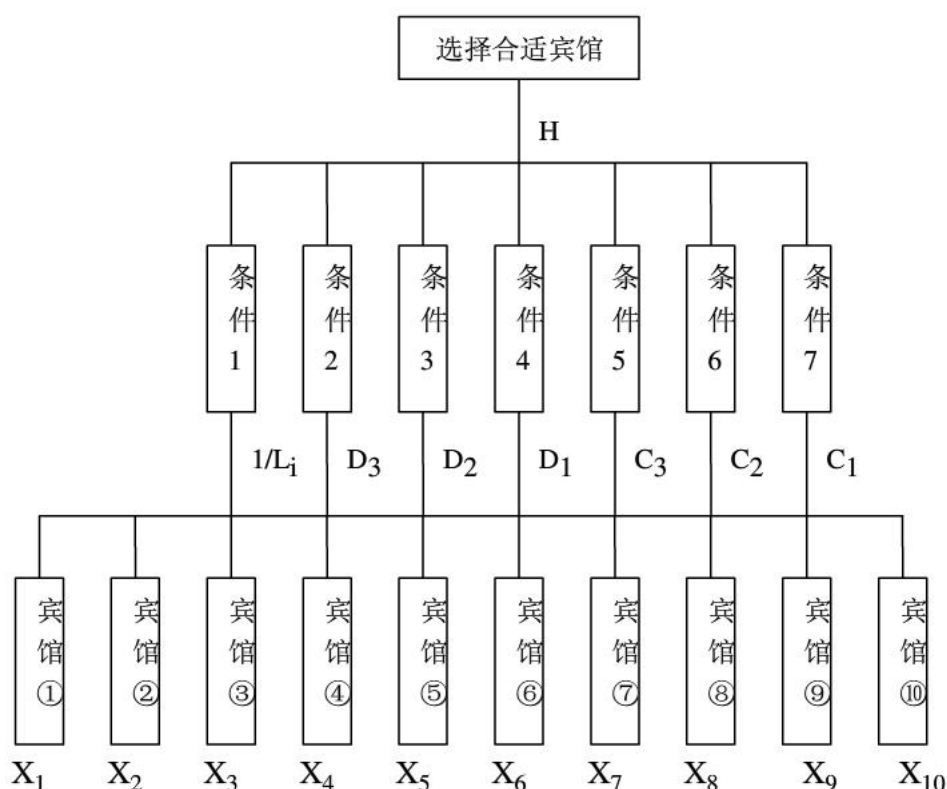 选择合适宾馆
H
条件1 条件2 条件3 条件4 条件5 条件6 条件7
1/Li D3 D2 D1 C3 C2 C1
宾馆① 宾馆② 宾馆③ 宾馆④ 宾馆⑤ 宾馆⑥ 宾馆⑦ 宾馆⑧ 宾馆⑨ 宾馆⑩
X1 X2 X3 X4 X5 X6 X7 X8 X9 X10